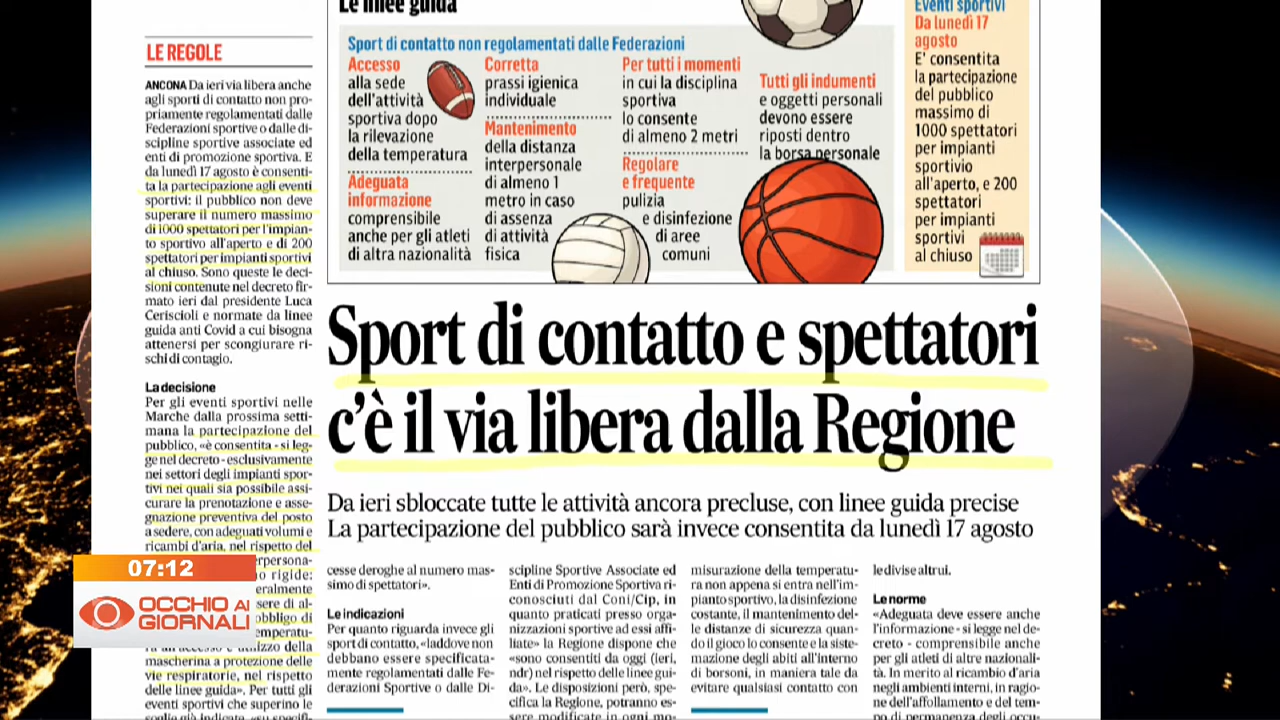 LE REGOLE
ANCONA Da ieri via libera anche
agli sporti di contatto non pro-
priamente regolamentati dalle
Federazioni sportive o dalle di-
scipline sportive associate ed
enti di promozione sportiva. E
da lunedì 17 agosto è consenti-
ta la partecipazione agli eventi
sportivi: il pubblico non deve
superare il numero massimo
di 1000 spettatori per l'impian-
to sportivo all'aperto e di 200
spettatori per impianti sportivi
al chiuso. Sono queste le deci-
sioni contenute nel decreto fir-
mato ieri dal presidente Luca
Ceriscioli e normate da linee
guida anti Covid a cui bisogna
attenersi per scongiurare ri-
schi di contagio.
La decisione
Per gli eventi sportivi nelle
Marche dalla prossima setti-
mana la partecipazione del
pubblico, «è consentita - si leg-
ge nel decreto - esclusivamente
nei settori degli impianti spor-
tivi nei quali sia possibile assi-
curare la prenotazione e asse-
gnazione preventiva del posto
a sedere, con adeguati volumi e
ricambi d'aria, nel rispetto del
erpersona-
o rigide:
eralmente
sere di al-
obbligo di
emperatu-
ra all'accesso e utilizzo della
mascherina a protezione delle
vie respiratorie, nel rispetto
delle linee guida». Per tutti gli
eventi sportivi che superino le
soglie già indicate «su specifi-
Le linee guida
Sport di contatto non regolamentati dalle Federazioni
Accesso
alla sede
dell'attività
sportiva dopo
la rilevazione
della temperatura
Adeguata
informazione
comprensibile
anche per gli atleti
di altra nazionalità
Corretta
prassi igienica
individuale
Mantenimento
della distanza
interpersonale
di almeno 1
metro in caso
di assenza
di attività
fisica
Per tutti i momenti
in cui la disciplina
sportiva
lo consente
di almeno 2 metri
Regolare
e frequente
pulizia
e disinfezione
di aree
comuni
Tutti gli indumenti
e oggetti personali
devono essere
riposti dentro
la borsa personale
Eventi sportivi
Da lunedì 17
agosto
E' consentita
la partecipazione
del pubblico
massimo di
1000 spettatori
per impianti
sportivio
all'aperto, e 200
spettatori
per impianti
sportivi
al chiuso
Sport di contatto e spettatori
c'è il via libera dalla Regione
Da ieri sbloccate tutte le attività ancora precluse, con linee guida precise
La partecipazione del pubblico sarà invece consentita da lunedì 17 agosto
cesse deroghe al numero mas-
simo di spettatori».
Le indicazioni
Per quanto riguarda invece gli
sport di contatto, «laddove non
debbano essere specificata-
mente regolamentati dalle Fe-
derazioni Sportive o dalle Di-
scipline Sportive Associate ed
Enti di Promozione Sportiva ri-
conosciuti dal Coni/Cip, in
quanto praticati presso orga-
nizzazioni sportive ad essi affi-
liate» la Regione dispone che
«sono consentiti da oggi (ieri,
ndr) nel rispetto delle linee gui-
da». Le disposizioni però, spe-
cifica la Regione, potranno es-
sere modificate in ogni mo-
misurazione della temperatu-
ra non appena si entra nell'im-
pianto sportivo, la disinfezione
costante, il mantenimento del-
le distanze di sicurezza quan-
do il gioco lo consente e la siste-
mazione degli abiti all'interno
di borsoni, in maniera tale da
evitare qualsiasi contatto con
le divise altrui.
Le norme
«Adeguata deve essere anche
l'informazione - si legge nel de-
creto - comprensibile anche
per gli atleti di altre nazionali-
tà. In merito al ricambio d'aria
negli ambienti interni, in ragio-
ne dell'affollamento e del tem-
po di permanenza degli occu-
07:12
OCCHIO AI
GIORNALI